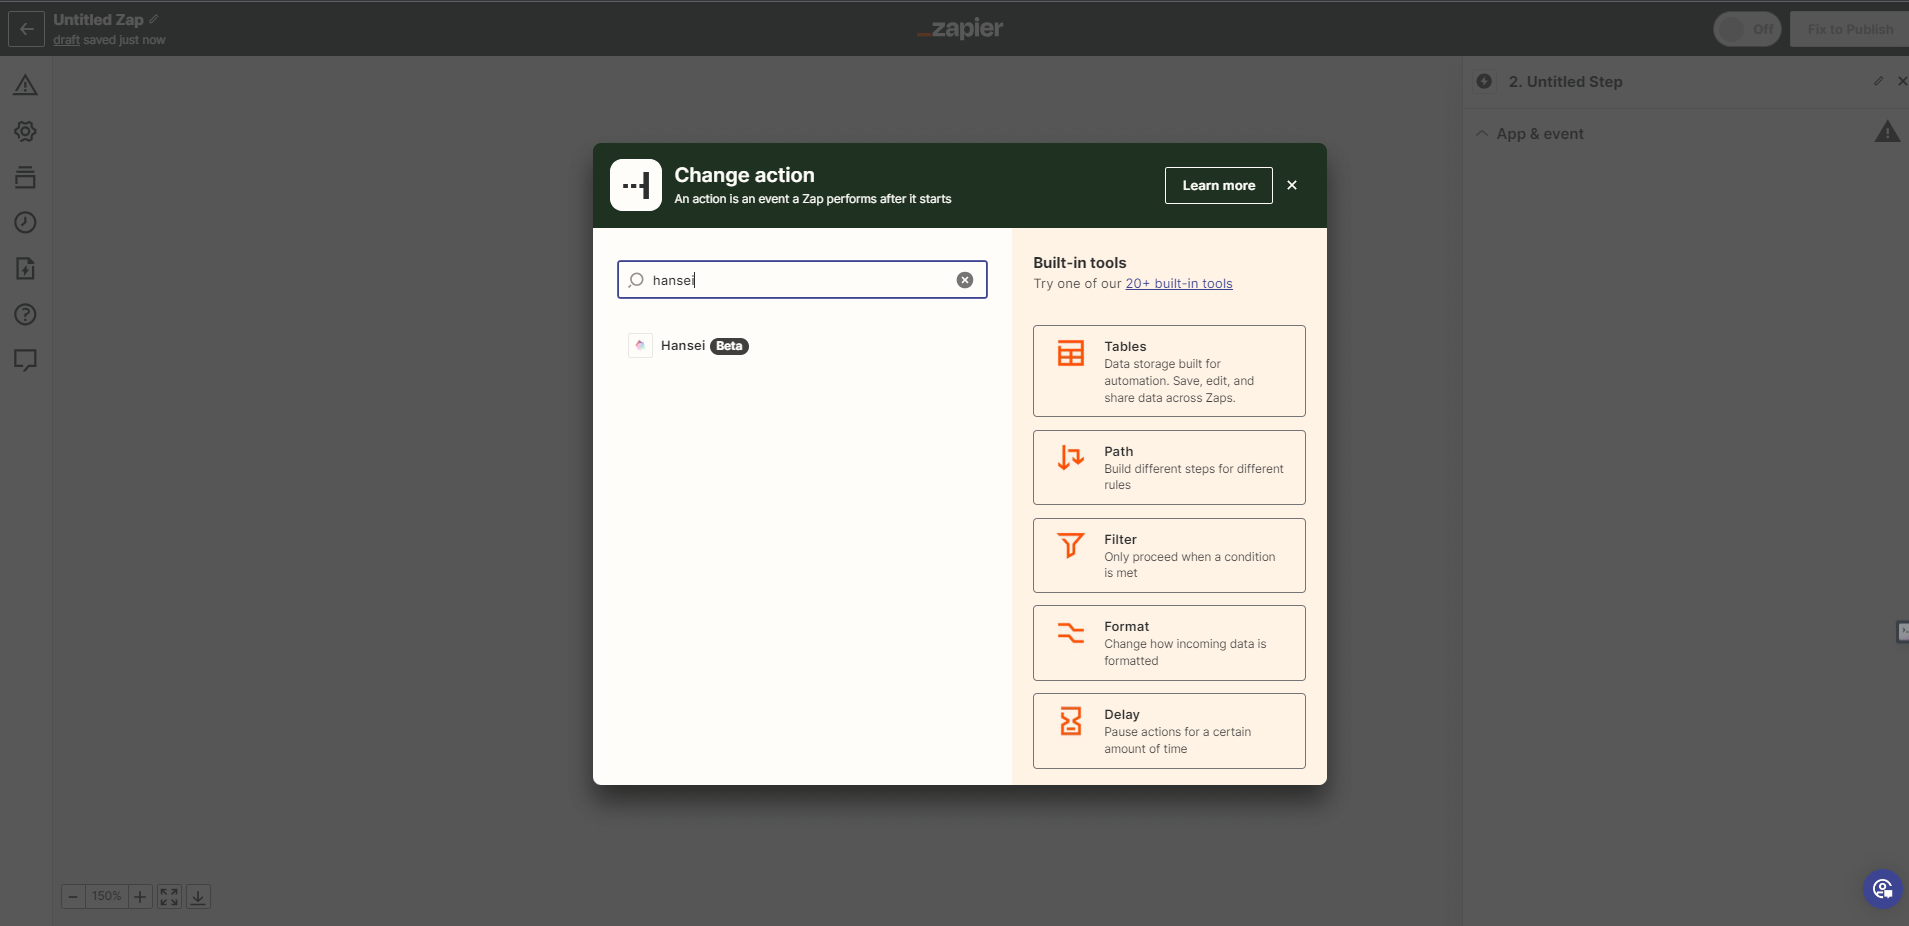 Untitled Zap
draft saved just now
zapier
Off
Fix to Publish
2. Untitled Step
App & event
Change action
An action is an event a Zap performs after it starts
Learn more
hansei
Hansei Beta
Built-in tools
Try one of our 20+ built-in tools
Tables
Data storage built for
automation. Save, edit, and
share data across Zaps.
Path
Build different steps for different
rules
Filter
Only proceed when a condition
is met
Format
Change how incoming data is
formatted
Delay
Pause actions for a certain
amount of time
150%